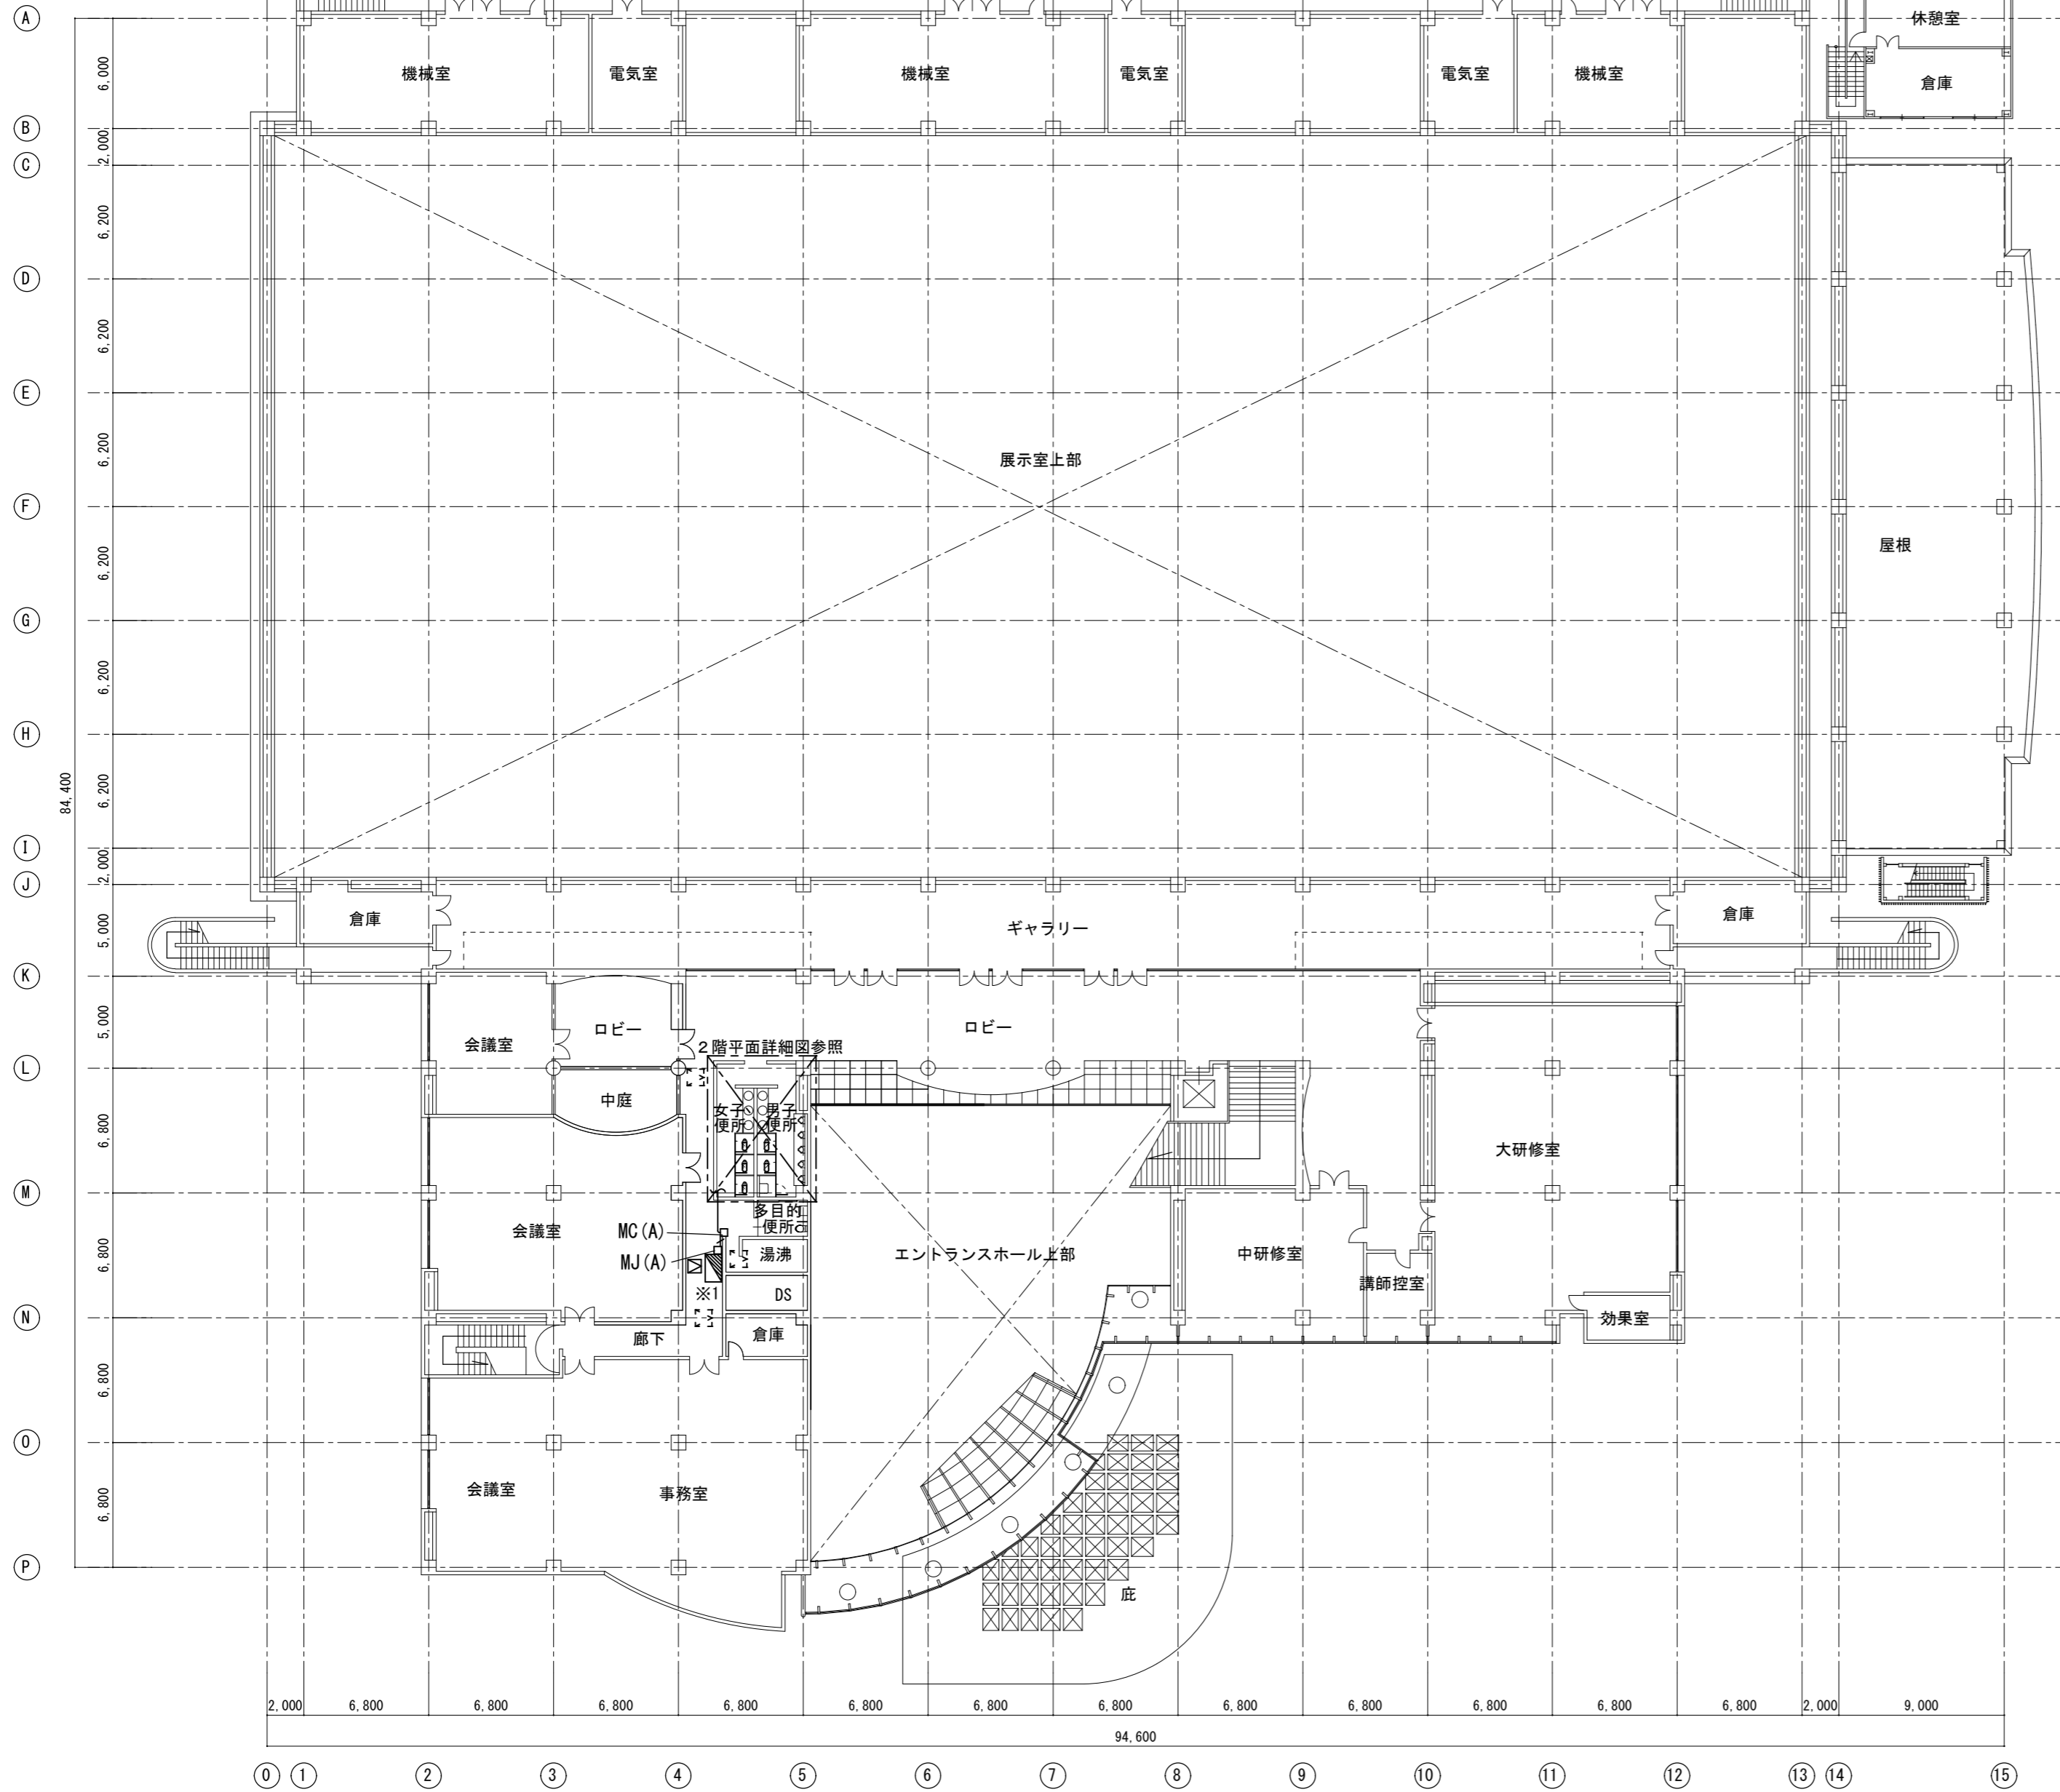 A
休憩室
機械室 電気室 機械室 電気室 電気室 機械室
倉庫
6,000
B
2,000
C
6,200
D
6,200
E
6,200
展示室上部
F
屋根
6,200
G
6,200
H
84,400
6,200
I
2,000
J
倉庫 ギャラリー 倉庫
5,000
K
5,000
会議室 ロビー ロビー
2階平面詳細図参照
L
中庭
女子
便所
男子
便所
6,800
大研修室
M
多目的
便所
会議室
MC(A)
MJ(A)
湯沸
エントランスホール上部
中研修室
6,800
講師控室
※1
DS
N
廊下
倉庫
効果室
6,800
O
会議室 事務室
6,800
P
庇
2,000 6,800 6,800 6,800 6,800 6,800 6,800 6,800 6,800 6,800 6,800 6,800 6,800 2,000 9,000
94,600
0 1 2 3 4 5 6 7 8 9 10 11 12 13 14 15